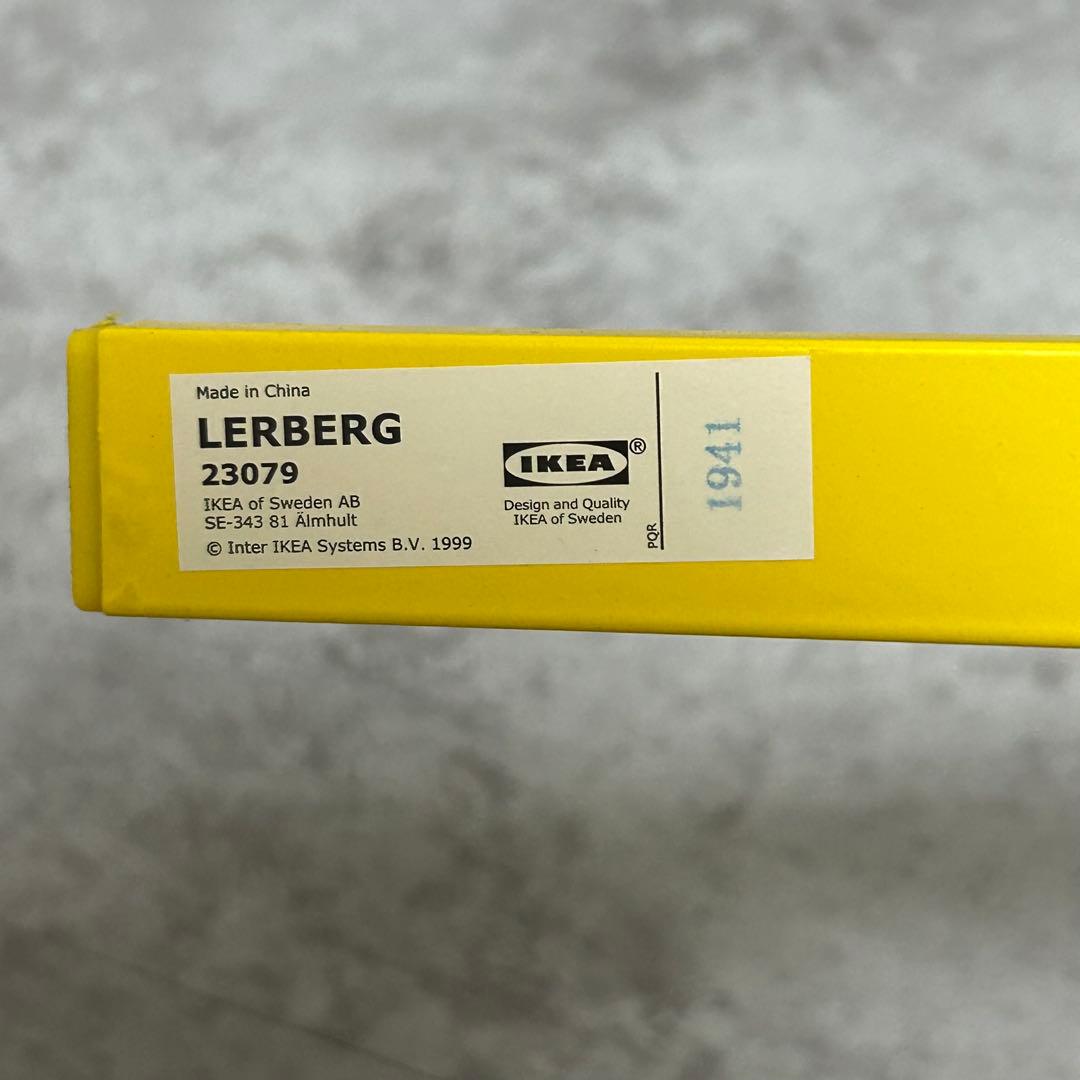 Made in China
LERBERG
23079
IKEA of Sweden AB
SE-343 81 Älmhult
© Inter IKEA Systems B.V. 1999
IKEA®
Design and Quality
IKEA of Sweden
PQR
1941